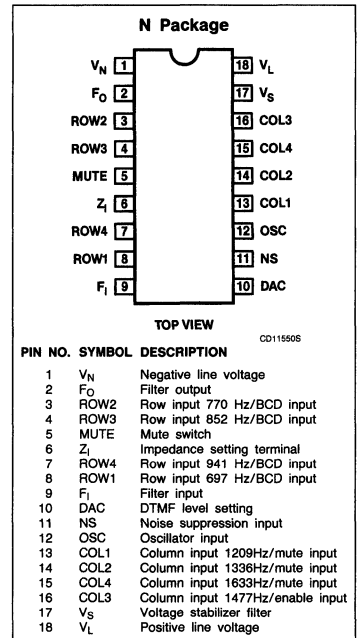 N Package
VN 1 18 VL
FO 2 17 VS
ROW2 3 16 COL3
ROW3 4 15 COL4
MUTE 5 14 COL2
ZI 6 13 COL1
ROW4 7 12 OSC
ROW1 8 11 NS
FI 9 10 DAC
TOP VIEW
CD11550S
PIN NO. SYMBOL DESCRIPTION
1 VN Negative line voltage
2 FO Filter output
3 ROW2 Row input 770 Hz/BCD input
4 ROW3 Row input 852 Hz/BCD input
5 MUTE Mute switch
6 ZI Impedance setting terminal
7 ROW4 Row input 941 Hz/BCD input
8 ROW1 Row input 697 Hz/BCD input
9 FI Filter input
10 DAC DTMF level setting
11 NS Noise suppression input
12 OSC Oscillator input
13 COL1 Column input 1209Hz/mute input
14 COL2 Column input 1336Hz/mute input
15 COL4 Column input 1633Hz/mute input
16 COL3 Column input 1477Hz/enable input
17 VS Voltage stabilizer filter
18 VL Positive line voltage